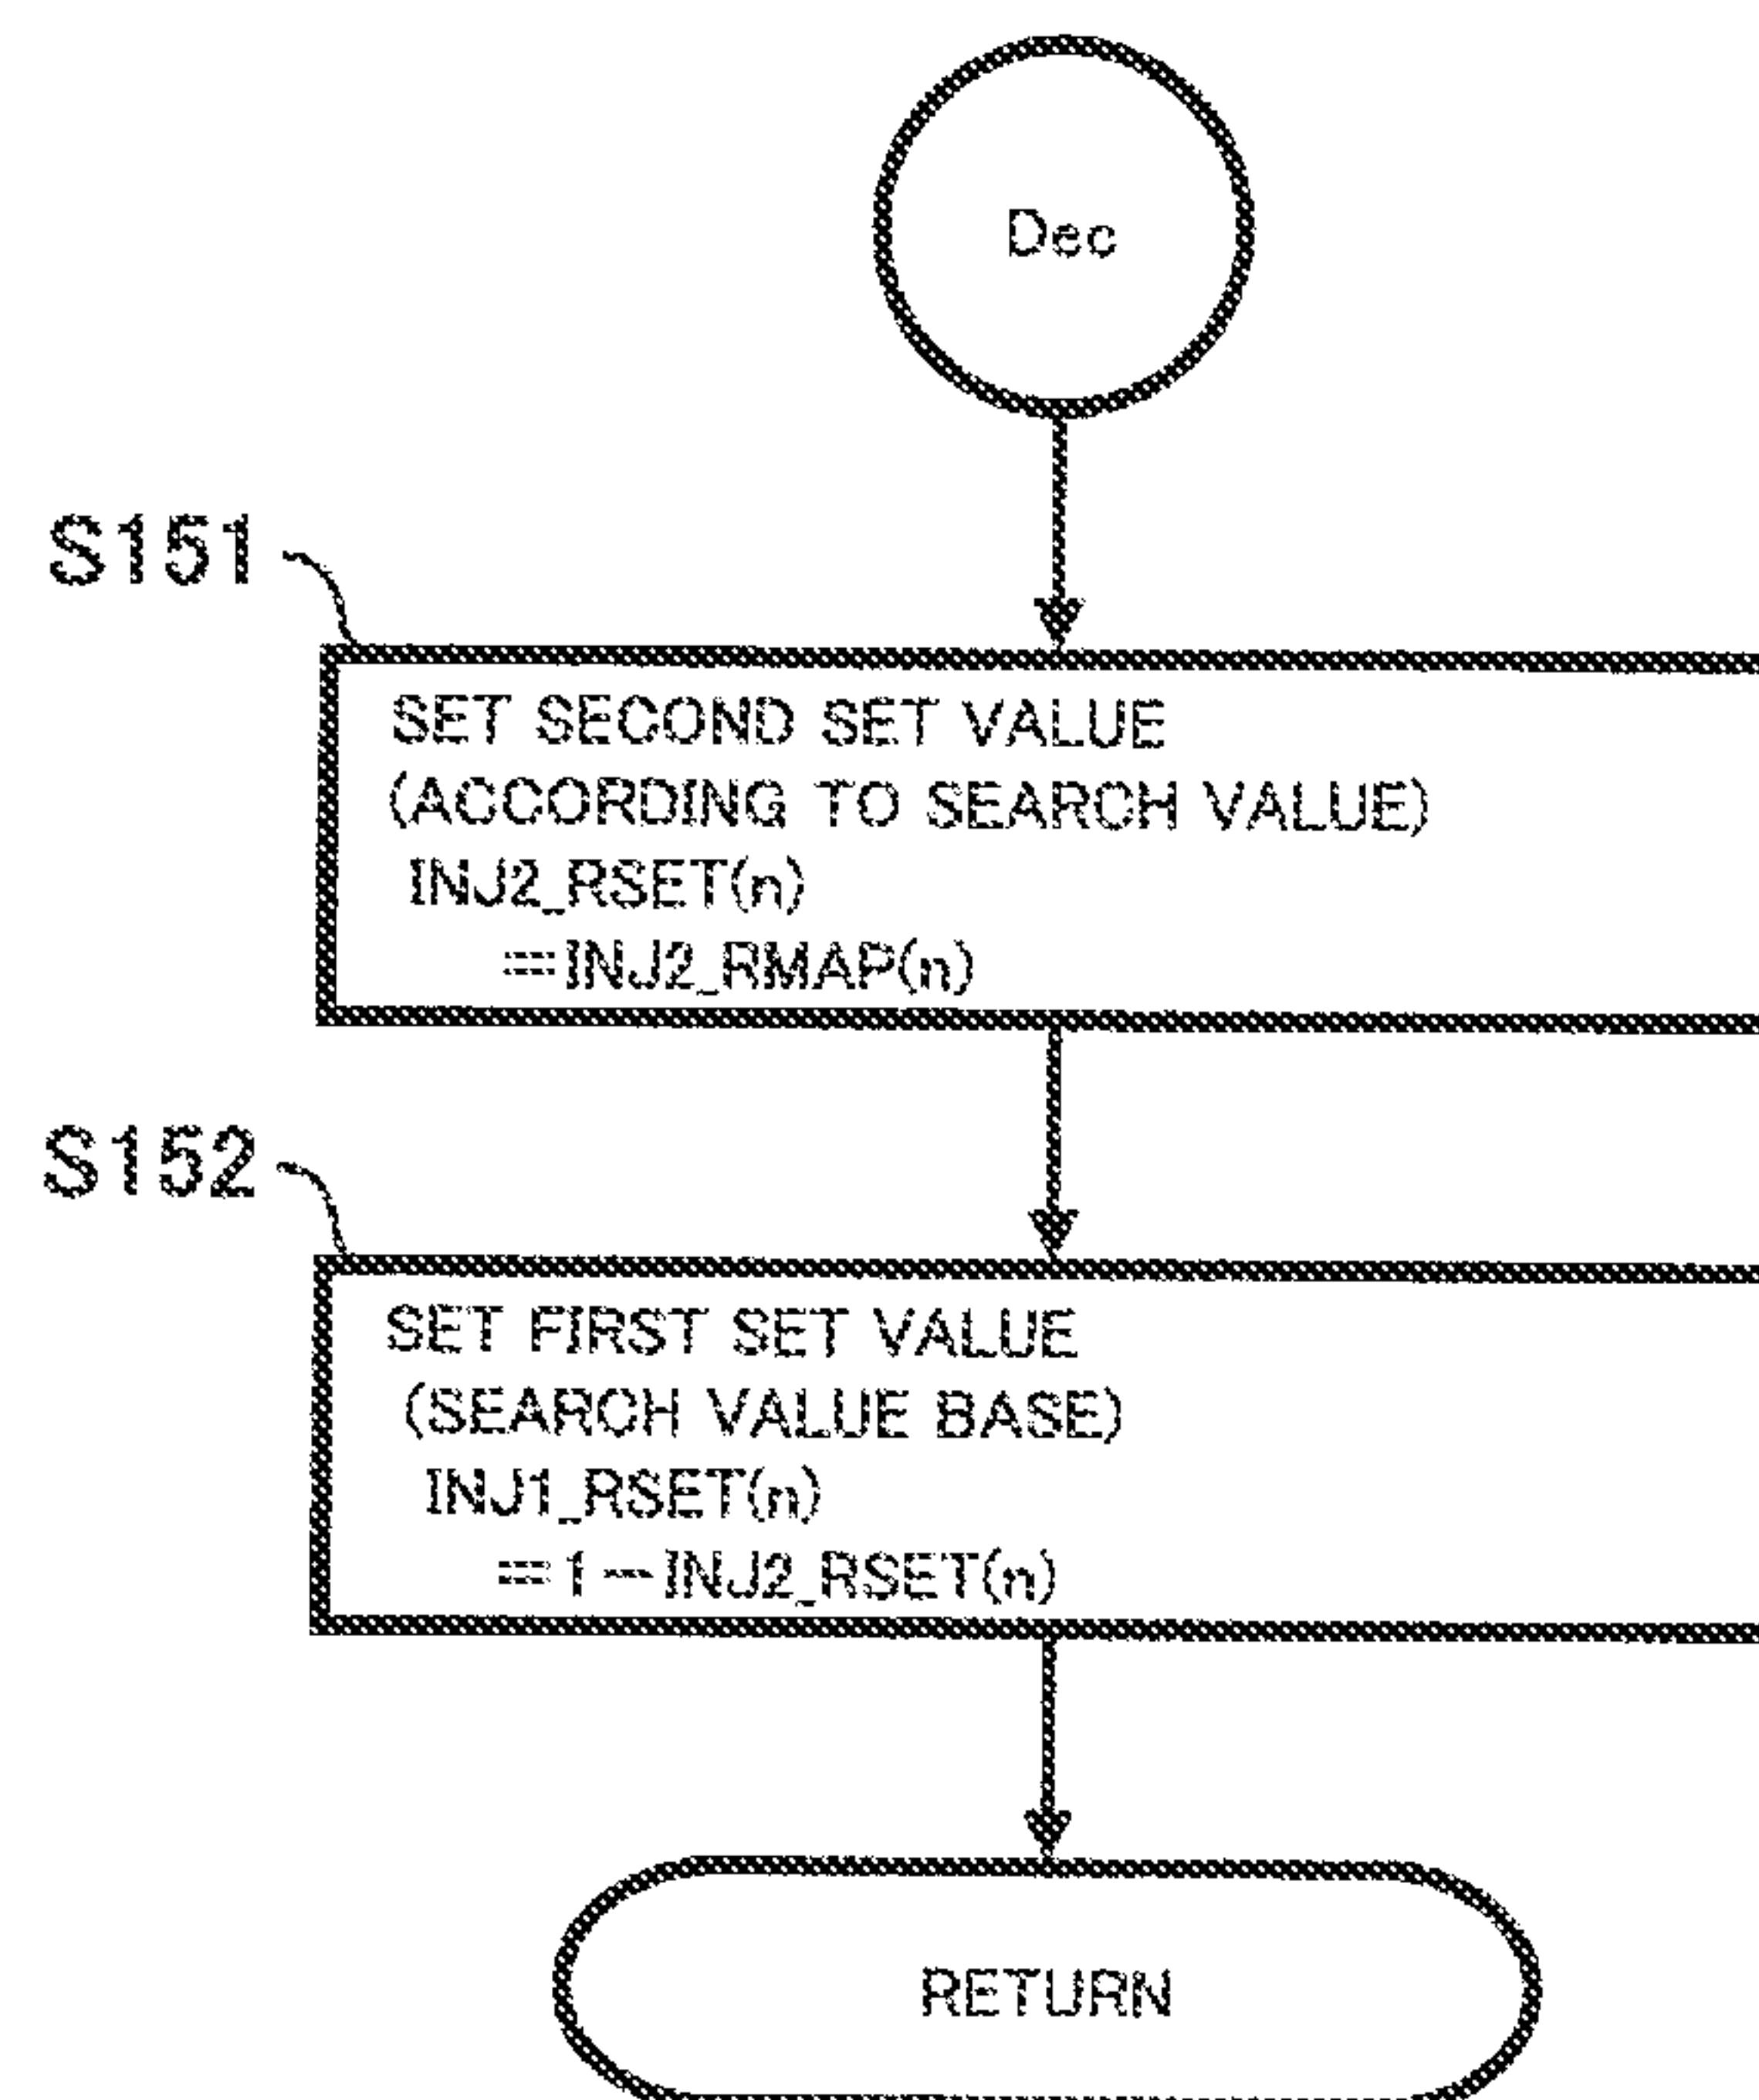 Dec
S151
SET SECOND SET VALUE
(ACCORDING TO SEARCH VALUE)
INJ2_RSET(n)
=INJ2_RMAP(n)
S152
SET FIRST SET VALUE
(SEARCH VALUE BASE)
INJ1_RSET(n)
=1-INJ2_RSET(n)
RETURN